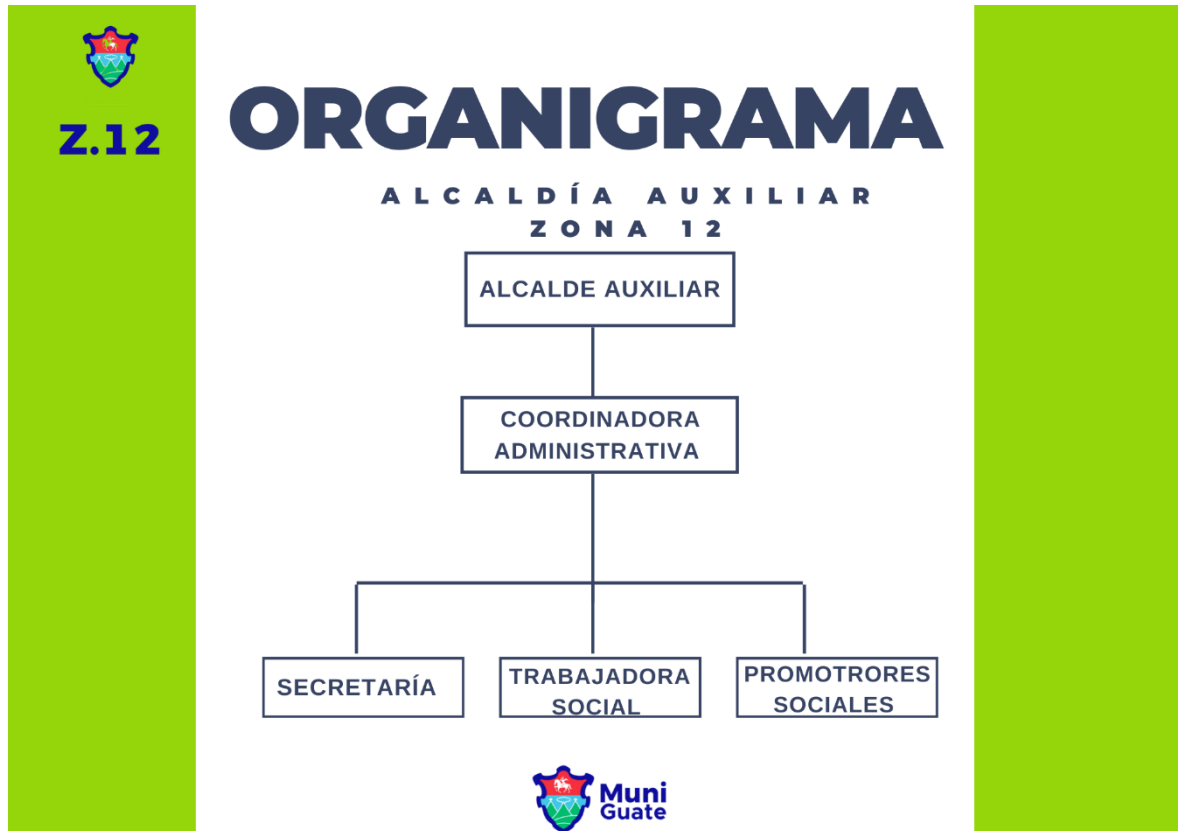 Z.12
ORGANIGRAMA
ALCALDÍA AUXILIAR
ZONA 12
ALCALDE AUXILIAR
COORDINADORA
ADMINISTRATIVA
SECRETARÍA
TRABAJADORA
SOCIAL
PROMOTRORES
SOCIALES
Muni
Guate